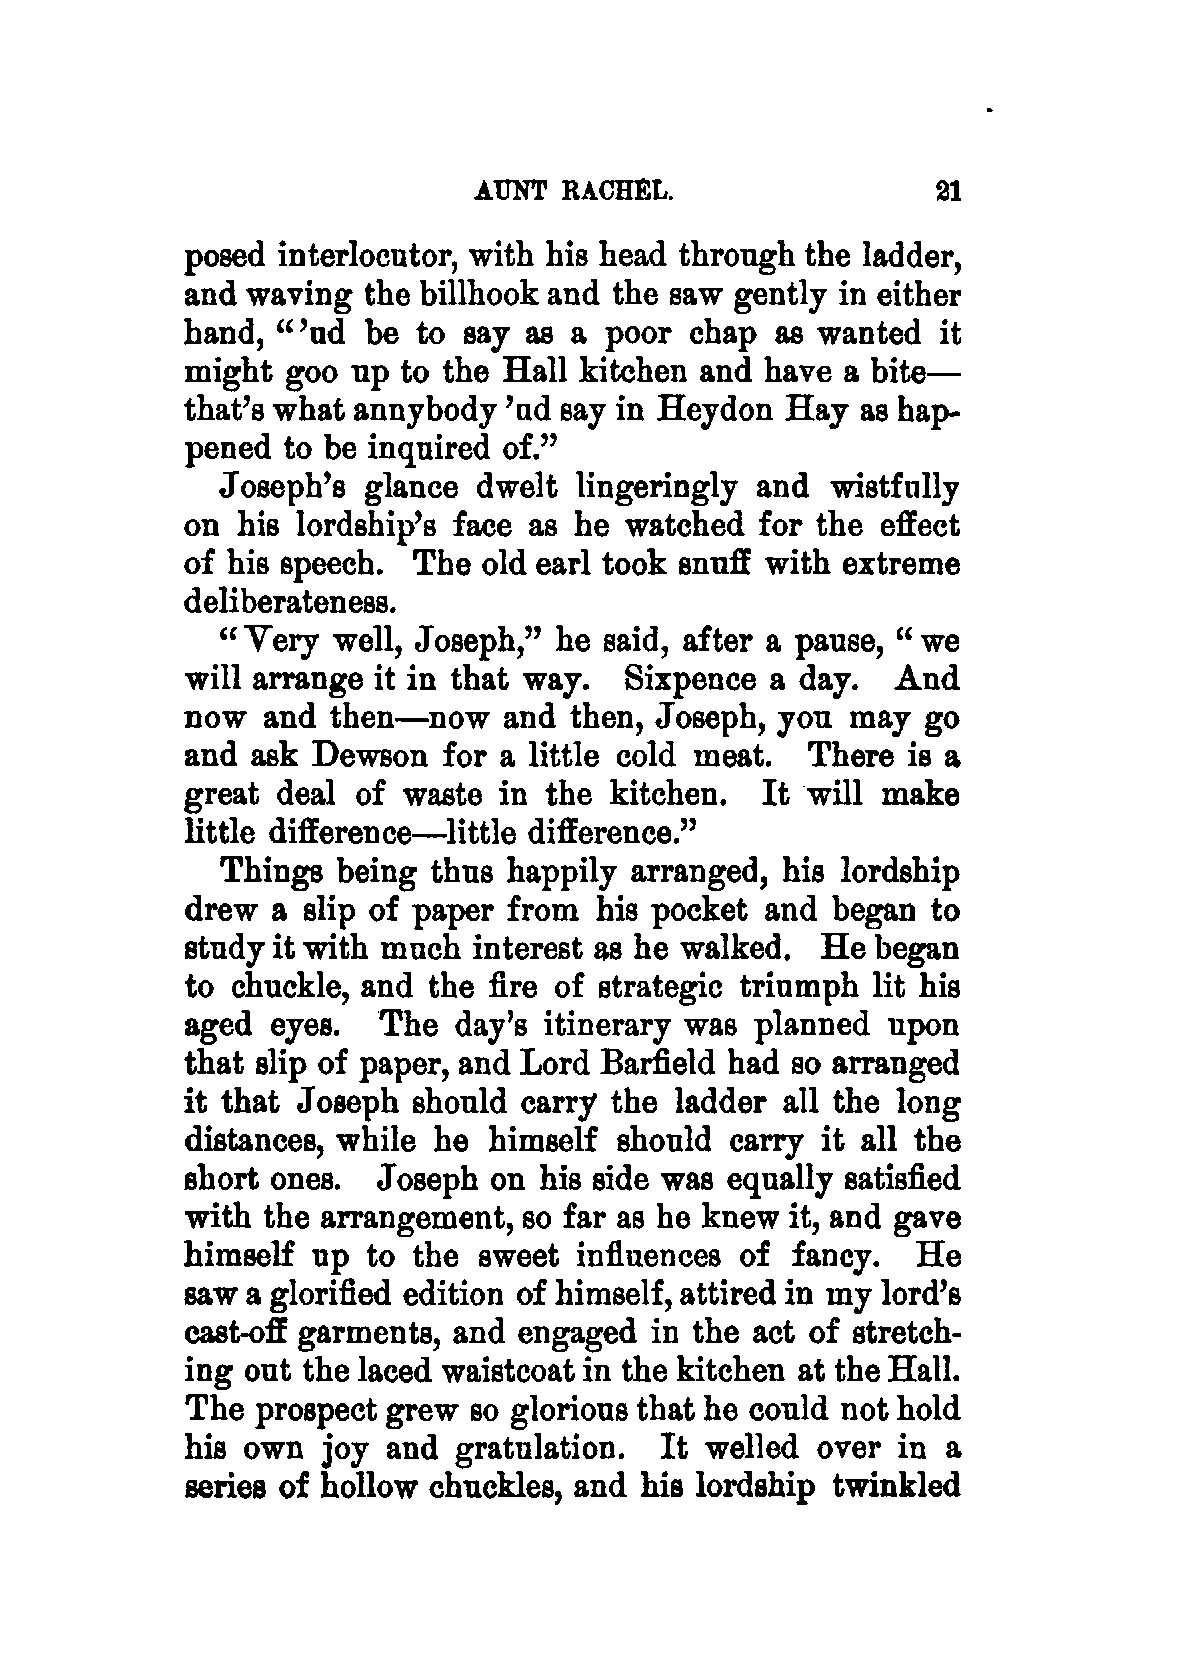 AUNT RACHEL. 21
posed interlocutor, with his head through the ladder,
and waving the billhook and the saw gently in either
hand, “’ud be to say as a poor chap as wanted it
might goo up to the Hall kitchen and have a bite—
that’s what annybody ’ud say in Heydon Hay as hap-
pened to be inquired of.”
Joseph’s glance dwelt lingeringly and wistfully
on his lordship’s face as he watched for the effect
of his speech. The old earl took snuff with extreme
deliberateness.
“Very well, Joseph,” he said, after a pause, “we
will arrange it in that way. Sixpence a day. And
now and then—now and then, Joseph, you may go
and ask Dewson for a little cold meat. There is a
great deal of waste in the kitchen. It will make
little difference—little difference.”
Things being thus happily arranged, his lordship
drew a slip of paper from his pocket and began to
study it with much interest as he walked. He began
to chuckle, and the fire of strategic triumph lit his
aged eyes. The day’s itinerary was planned upon
that slip of paper, and Lord Barfield had so arranged
it that Joseph should carry the ladder all the long
distances, while he himself should carry it all the
short ones. Joseph on his side was equally satisfied
with the arrangement, so far as he knew it, and gave
himself up to the sweet influences of fancy. He
saw a glorified edition of himself, attired in my lord’s
cast-off garments, and engaged in the act of stretch-
ing out the laced waistcoat in the kitchen at the Hall.
The prospect grew so glorious that he could not hold
his own joy and gratulation. It welled over in a
series of hollow chuckles, and his lordship twinkled